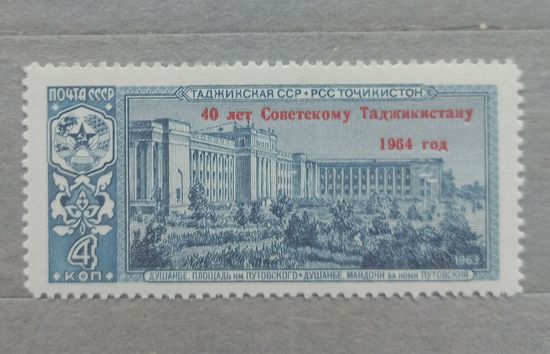 ПОЧТА СССР
ТАДЖИКСКАЯ ССР • РСС ТОҶИКИСТОН
40 лет Советскому Таджикистану
1964 год
4
КОП
1963
ДУШАНБЕ, ПЛОЩАДЬ ИМ ПУТОВСКОГО • ДУШАНБЕ, МАЙДОНИ БА НОМИ ПУТОВСКИЙ